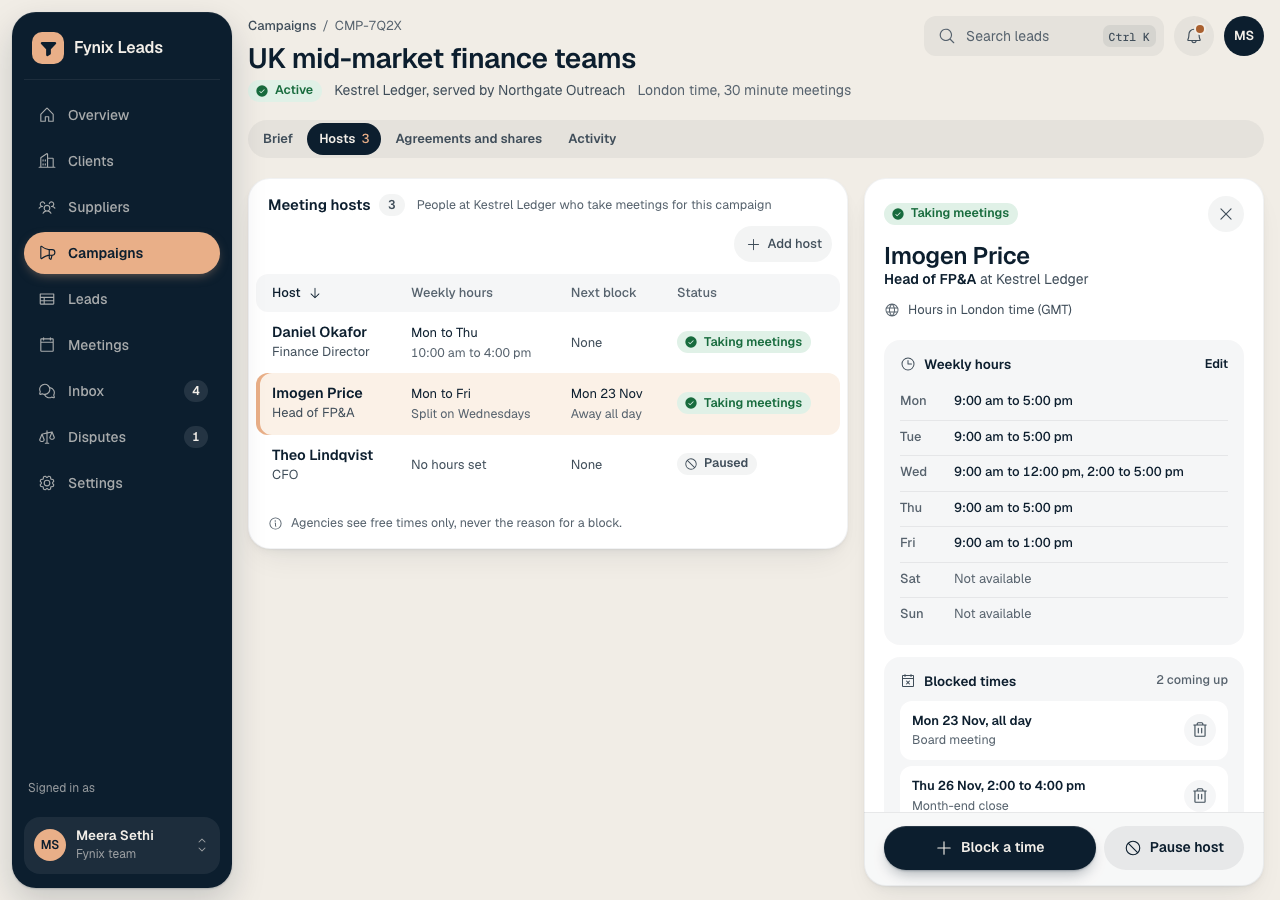 Fynix Leads
Overview
Clients
Suppliers
Campaigns
Leads
Meetings
Inbox 4
Disputes 1
Settings
Signed in as
MS
Meera Sethi
Fynix team
Campaigns / CMP-7Q2X
UK mid-market finance teams
Active Kestrel Ledger, served by Northgate Outreach London time, 30 minute meetings
Search leads Ctrl K
MS
Brief Hosts 3 Agreements and shares Activity
Meeting hosts 3 People at Kestrel Ledger who take meetings for this campaign
Add host
Host Weekly hours Next block Status
Daniel Okafor
Finance Director
Mon to Thu
10:00 am to 4:00 pm
None
Taking meetings
Imogen Price
Head of FP&A
Mon to Fri
Split on Wednesdays
Mon 23 Nov
Away all day
Taking meetings
Theo Lindqvist
CFO
No hours set
None
Paused
Agencies see free times only, never the reason for a block.
Taking meetings
Imogen Price
Head of FP&A at Kestrel Ledger
Hours in London time (GMT)
Weekly hours Edit
Mon 9:00 am to 5:00 pm
Tue 9:00 am to 5:00 pm
Wed 9:00 am to 12:00 pm, 2:00 to 5:00 pm
Thu 9:00 am to 5:00 pm
Fri 9:00 am to 1:00 pm
Sat Not available
Sun Not available
Blocked times 2 coming up
Mon 23 Nov, all day
Board meeting
Thu 26 Nov, 2:00 to 4:00 pm
Month-end close
Block a time Pause host